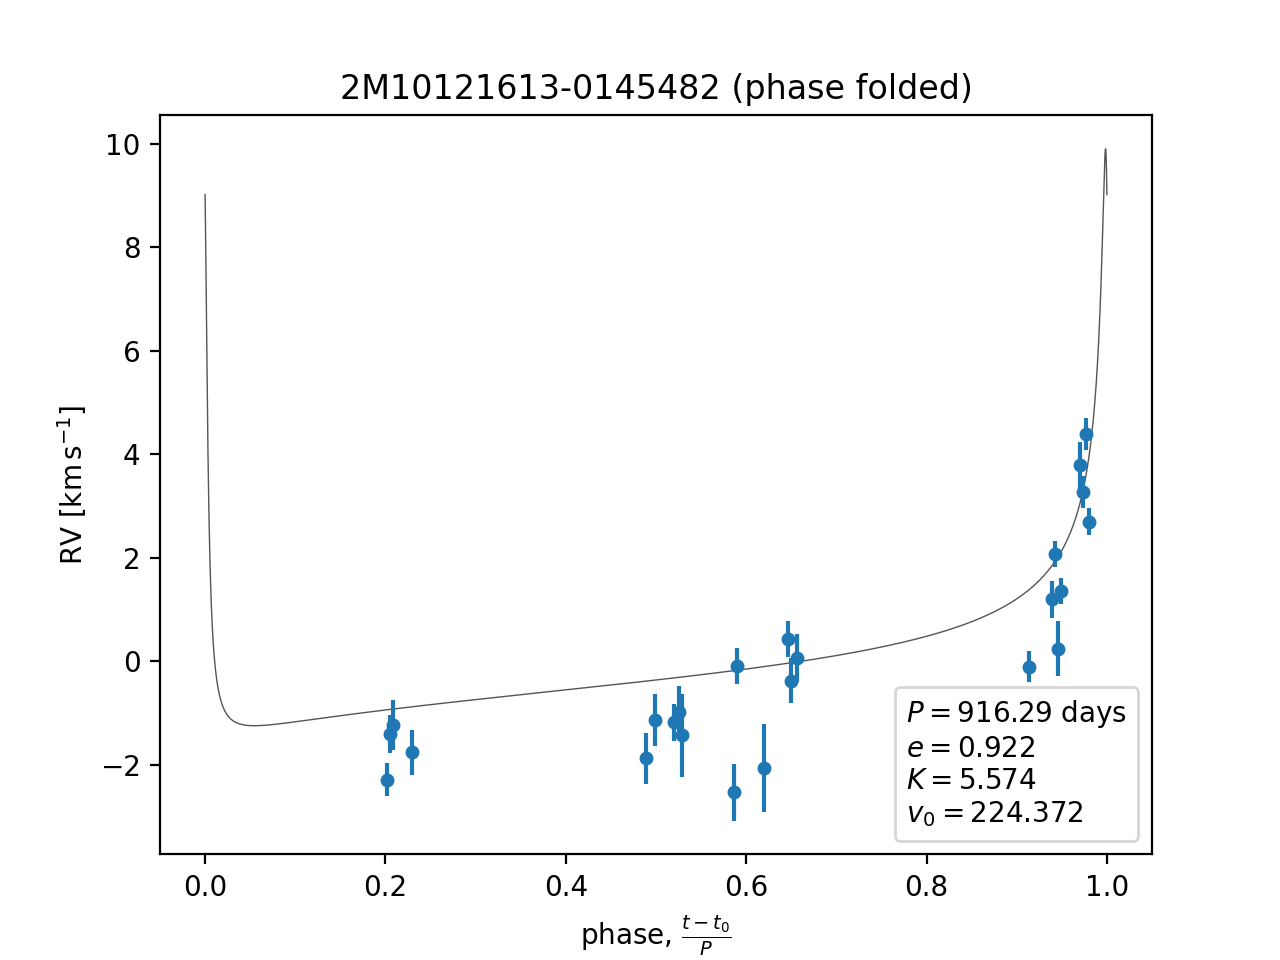 2M10121613-0145482 (phase folded)
RV [km s⁻¹]
10
8
6
4
2
0
−2
P = 916.29 days
e = 0.922
K = 5.574
v₀ = 224.372
0.0 0.2 0.4 0.6 0.8 1.0
phase, (t − t₀)/P